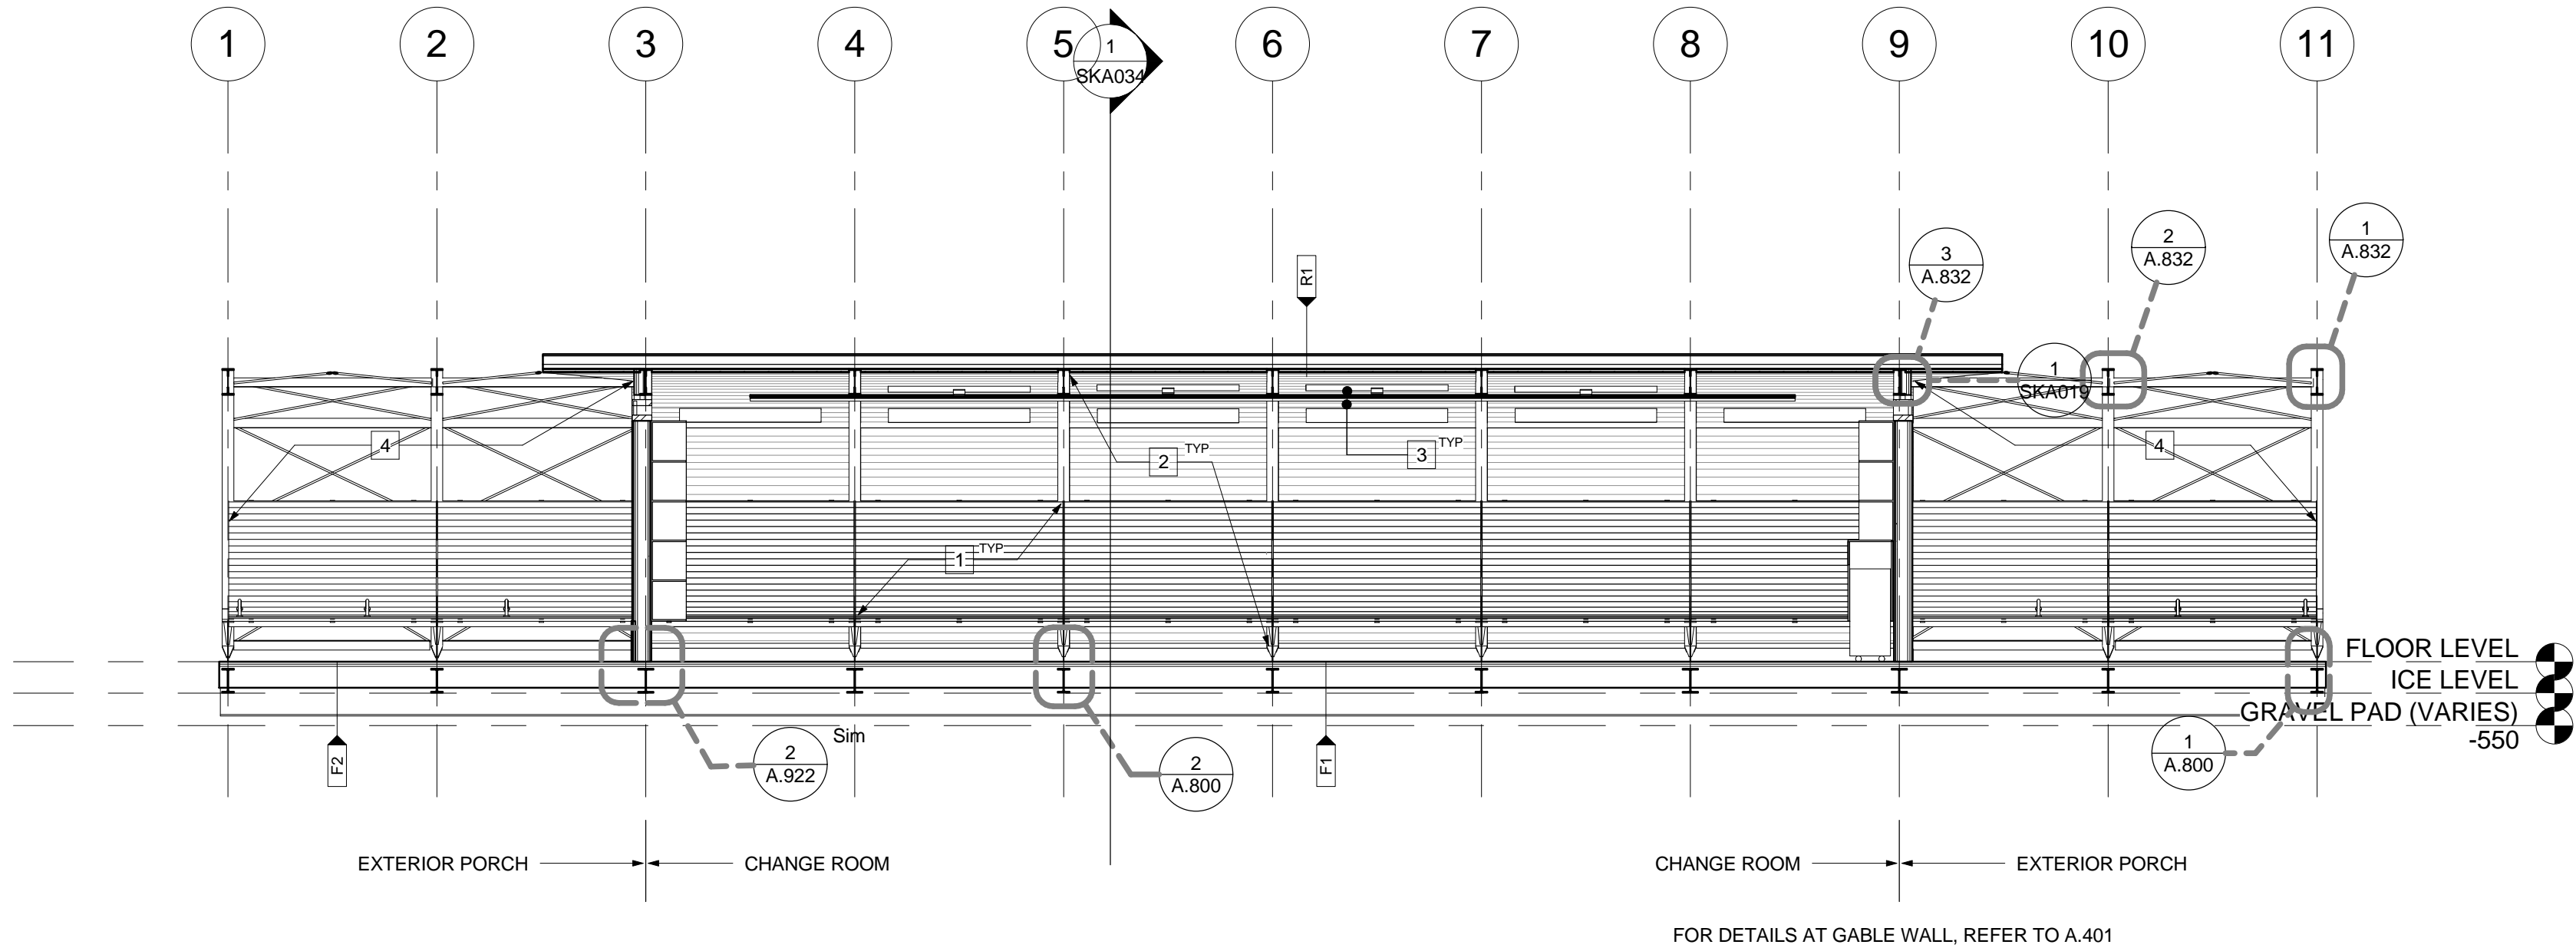 1
2
3
4
5
6
7
8
9
10
11
1
SKA034
R1
3
A.832
2
A.832
1
A.832
1
SKA019
4
2
TYP
3
TYP
4
1
TYP
FLOOR LEVEL
ICE LEVEL
GRAVEL PAD (VARIES)
-550
F2
2
A.922
Sim
2
A.800
F1
1
A.800
EXTERIOR PORCH
CHANGE ROOM
CHANGE ROOM
EXTERIOR PORCH
FOR DETAILS AT GABLE WALL, REFER TO A.401